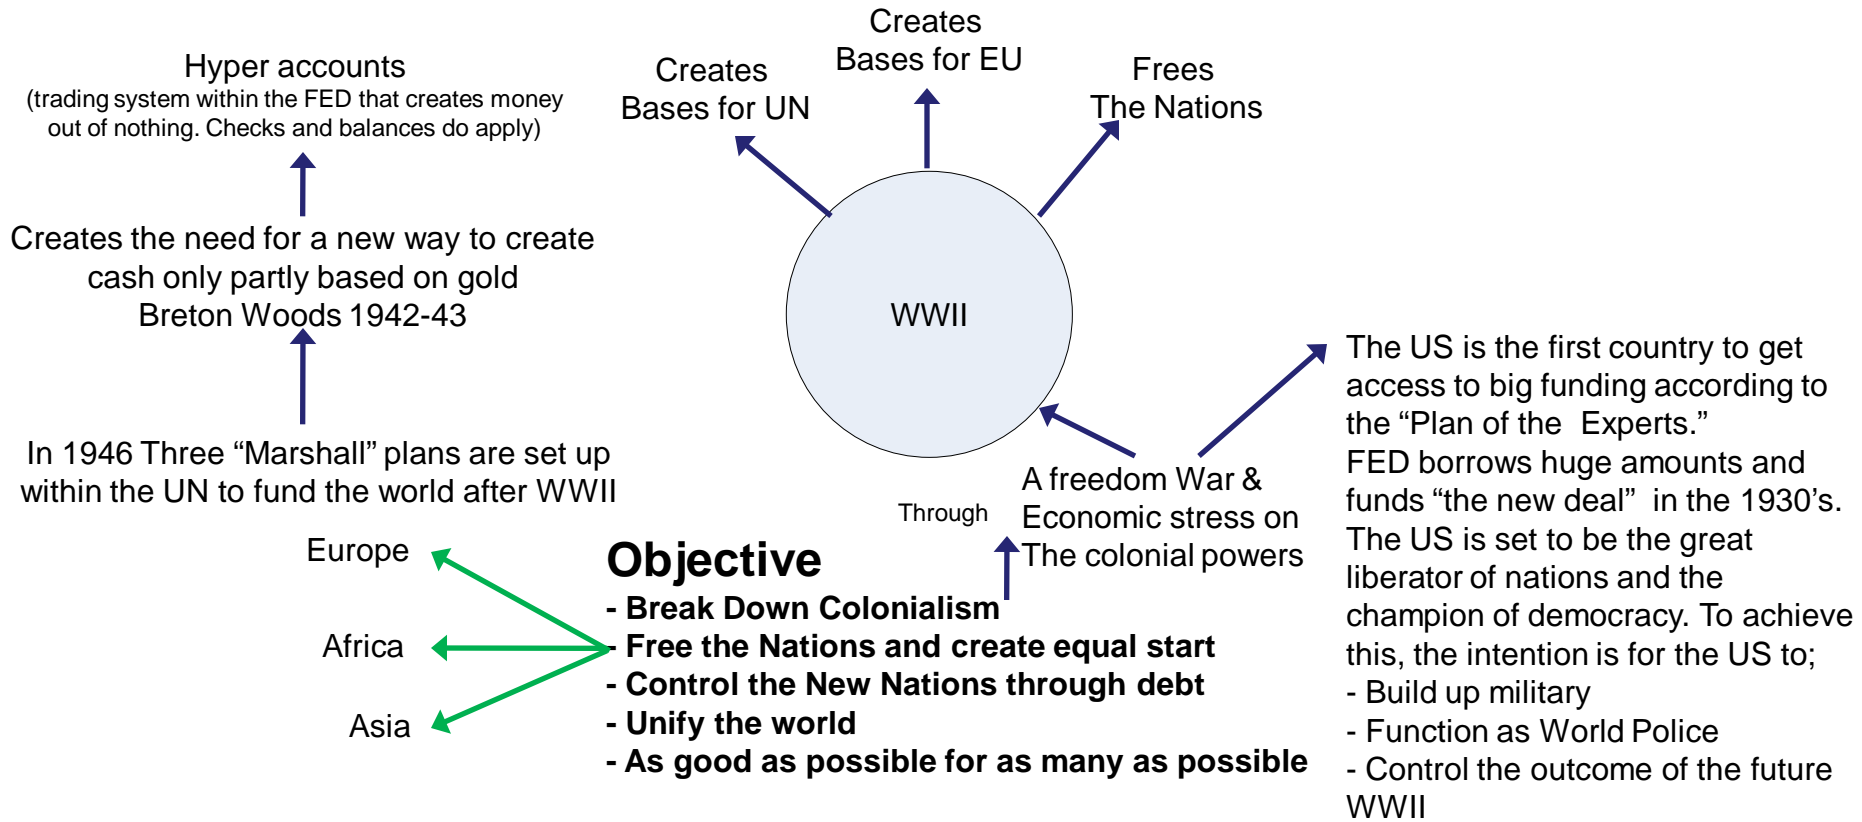 Hyper accounts
(trading system within the FED that creates money
out of nothing. Checks and balances do apply)
Creates the need for a new way to create
cash only partly based on gold
Breton Woods 1942-43
In 1946 Three “Marshall” plans are set up
within the UN to fund the world after WWII
Europe
Africa
Asia
Creates
Bases for UN
Creates
Bases for EU
Frees
The Nations
WWII
Through
A freedom War &
Economic stress on
The colonial powers
Objective
- Break Down Colonialism
- Free the Nations and create equal start
- Control the New Nations through debt
- Unify the world
- As good as possible for as many as possible
The US is the first country to get
access to big funding according to
the “Plan of the Experts.”
FED borrows huge amounts and
funds “the new deal” in the 1930’s.
The US is set to be the great
liberator of nations and the
champion of democracy. To achieve
this, the intention is for the US to;
- Build up military
- Function as World Police
- Control the outcome of the future
WWII